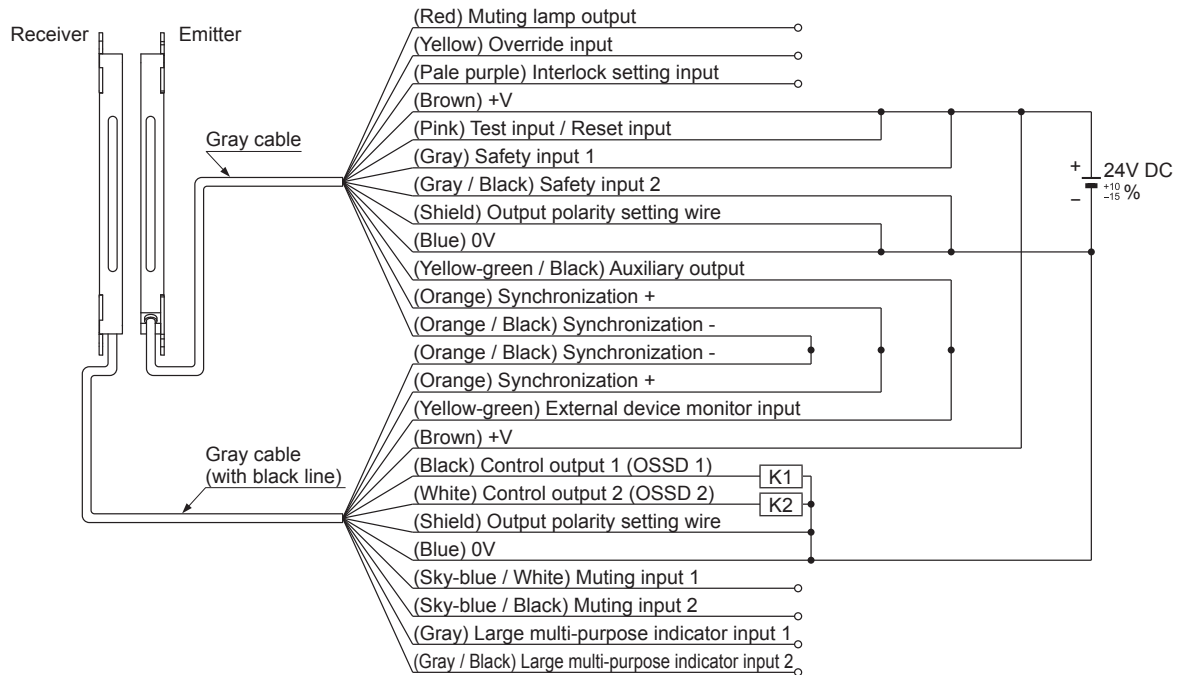 Receiver
Emitter
Gray cable
(Red) Muting lamp output
(Yellow) Override input
(Pale purple) Interlock setting input
(Brown) +V
(Pink) Test input / Reset input
(Gray) Safety input 1
(Gray / Black) Safety input 2
(Shield) Output polarity setting wire
(Blue) 0V
(Yellow-green / Black) Auxiliary output
(Orange) Synchronization +
(Orange / Black) Synchronization -
+
24V DC
+10
-15 %
−
(Orange / Black) Synchronization -
(Orange) Synchronization +
(Yellow-green) External device monitor input
(Brown) +V
(Black) Control output 1 (OSSD 1)
K1
(White) Control output 2 (OSSD 2)
K2
(Shield) Output polarity setting wire
(Blue) 0V
(Sky-blue / White) Muting input 1
(Sky-blue / Black) Muting input 2
(Gray) Large multi-purpose indicator input 1
(Gray / Black) Large multi-purpose indicator input 2
Gray cable
(with black line)